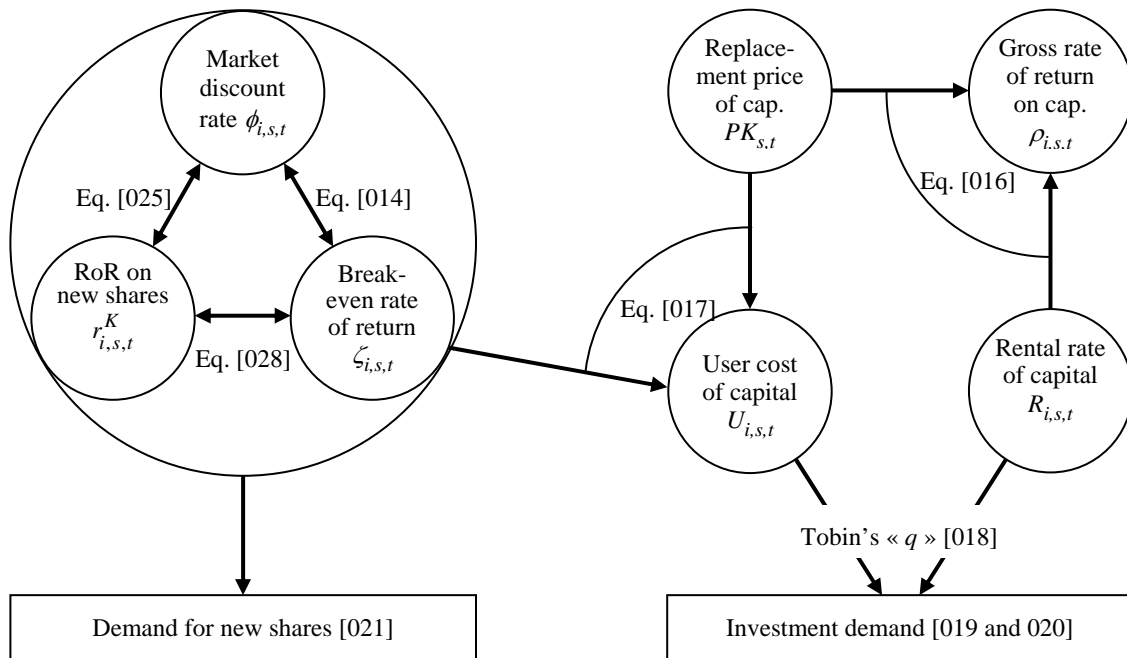 Market
discount
rate ϕi,s,t
Eq. [025]
Eq. [014]
RoR on
new shares
r^K i,s,t
Break-
even rate
of return
ζi,s,t
Eq. [028]
Replace-
ment price
of cap.
PKs,t
Gross rate
of return
on cap.
ρi.s.t
Eq. [016]
Eq. [017]
User cost
of capital
Ui,s,t
Rental rate
of capital
Ri,s,t
Tobin’s « q » [018]
Demand for new shares [021]
Investment demand [019 and 020]